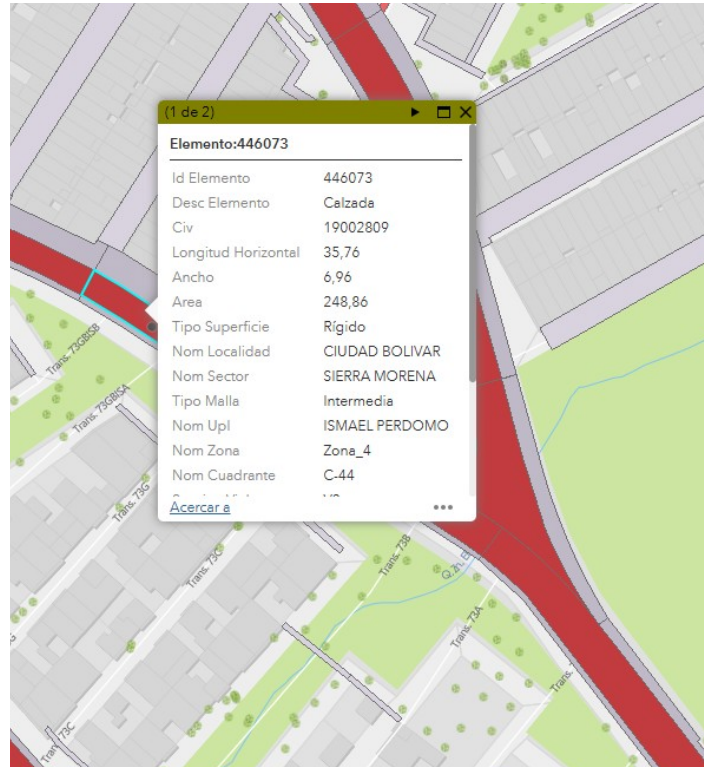 (1 de 2)
Elemento:446073
Id Elemento 446073
Desc Elemento Calzada
Civ 19002809
Longitud Horizontal 35,76
Ancho 6,96
Area 248,86
Tipo Superficie Rígido
Nom Localidad CIUDAD BOLIVAR
Nom Sector SIERRA MORENA
Tipo Malla Intermedia
Nom Upl ISMAEL PERDOMO
Nom Zona Zona_4
Nom Cuadrante C-44
Acercar a
Trans. 73GBISB
Trans. 73GBISA
Trans. 73G
Trans. 73C
Trans. 73B
Trans. 73A
Trans.
73C